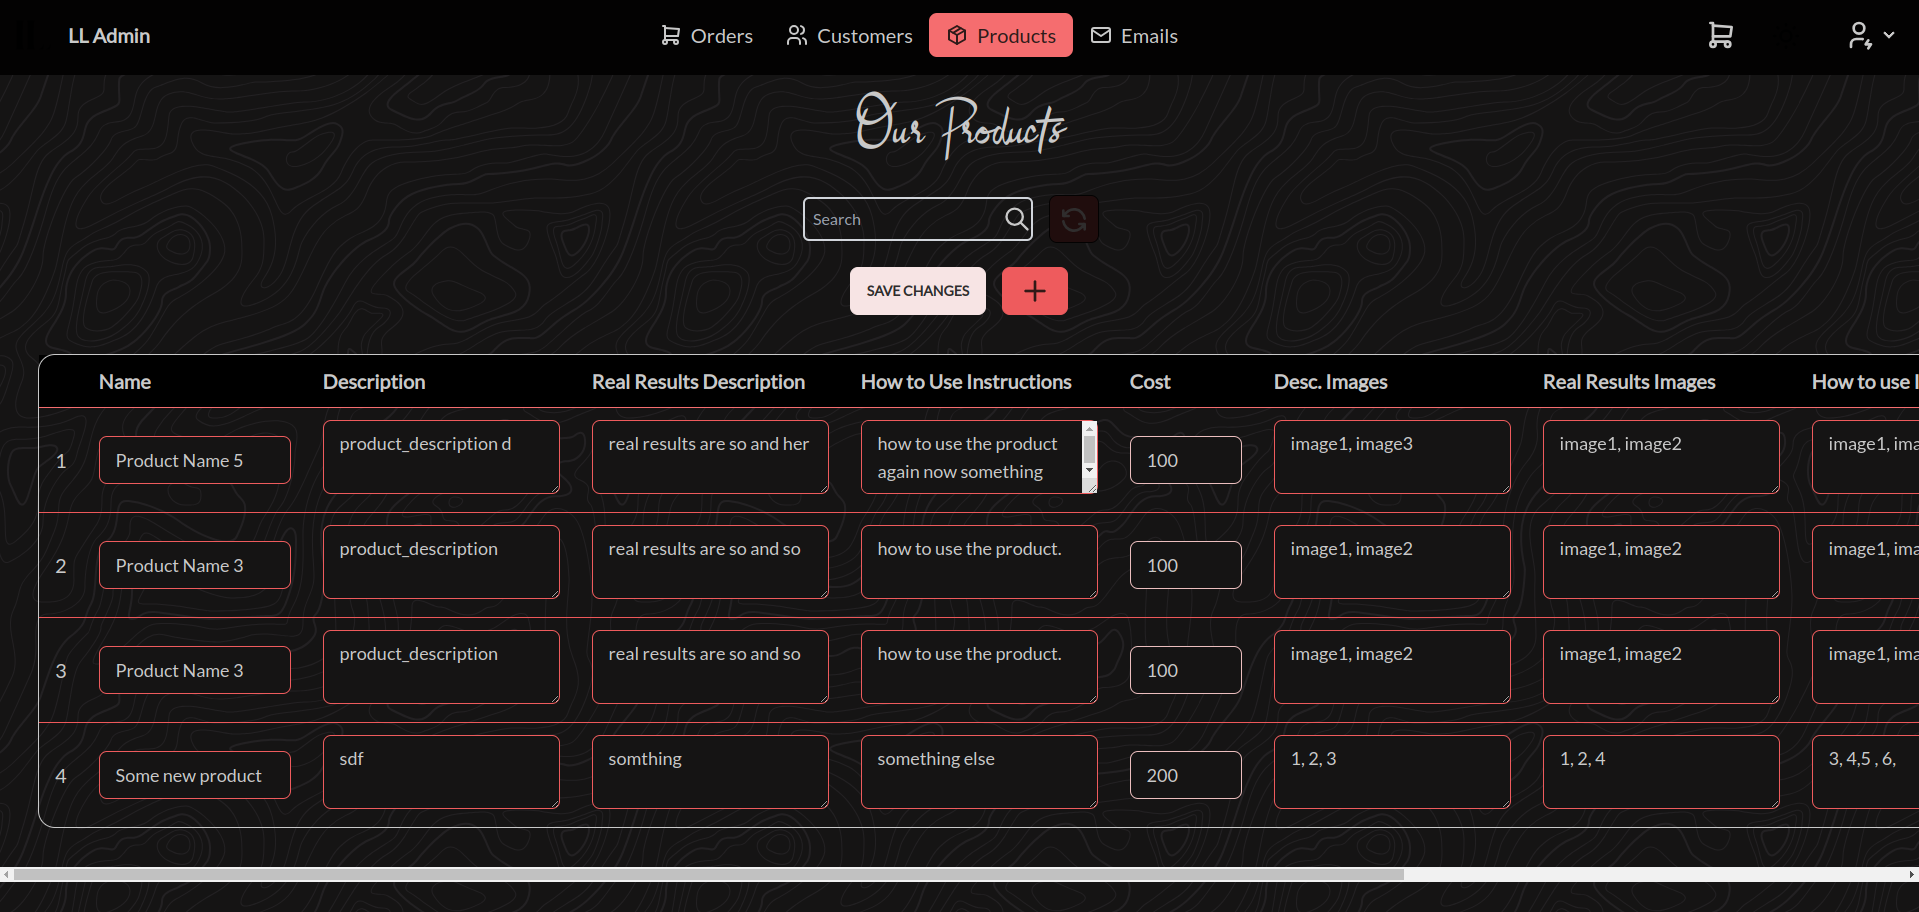 LL Admin Orders Customers Products Emails
Our Products
Search
SAVE CHANGES
Name Description Real Results Description How to Use Instructions Cost Desc. Images Real Results Images How to use
1 Product Name 5 product_description d real results are so and her how to use the product again now something 100 image1, image3 image1, image2 image1,
2 Product Name 3 product_description real results are so and so how to use the product. 100 image1, image2 image1, image2 image1,
3 Product Name 3 product_description real results are so and so how to use the product. 100 image1, image2 image1, image2 image1,
4 Some new product sdf somthing something else 200 1, 2, 3 1, 2, 4 3, 4,5 , 6,